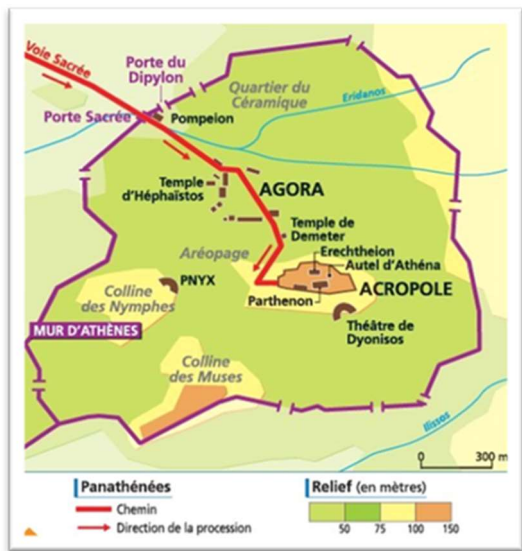 Voie Sacrée
Porte du
Dipylon
Quartier du
Céramique
Eridanos
Porte Sacrée
Pompeion
Temple
d'Héphaïstos
AGORA
Temple de
Demeter
Aréopage
Erechtheion
Autel d'Athéna
PNYX
Colline
des Nymphes
Parthenon
ACROPOLE
Théâtre de
Dyonisos
MUR D'ATHÈNES
Colline
des Muses
Ilissos
0 300 m
Panathénées
Chemin
Direction de la procession
Relief (en mètres)
50 75 100 150